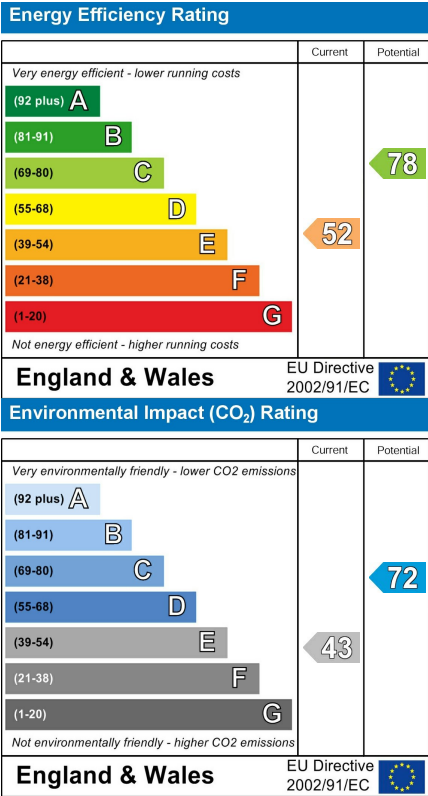 Energy Efficiency Rating
Current Potential
Very energy efficient - lower running costs
(92 plus) A
(81-91) B
(69-80) C
78
(55-68) D
52
(39-54) E
(21-38) F
(1-20) G
Not energy efficient - higher running costs
England & Wales
EU Directive
2002/91/EC
Environmental Impact (CO₂) Rating
Current Potential
Very environmentally friendly - lower CO2 emissions
(92 plus) A
(81-91) B
(69-80) C
72
(55-68) D
(39-54) E
43
(21-38) F
(1-20) G
Not environmentally friendly - higher CO2 emissions
England & Wales
EU Directive
2002/91/EC